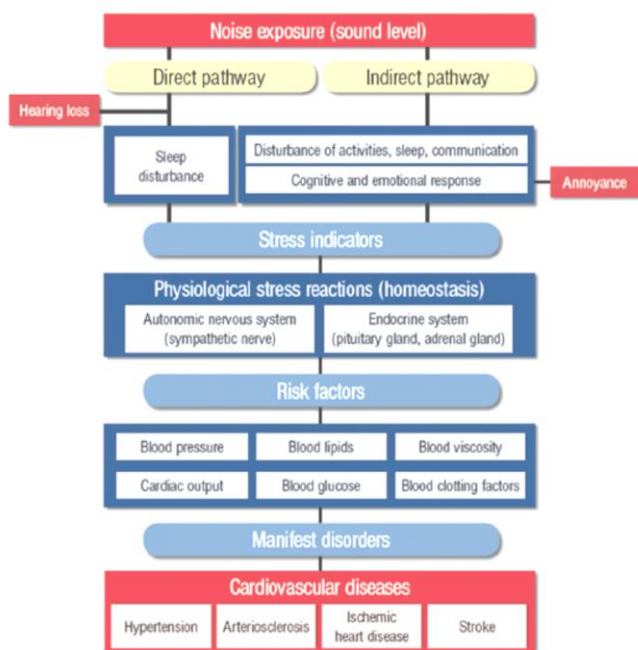 Noise exposure (sound level)
Direct pathway
Indirect pathway
Hearing loss
Sleep
disturbance
Disturbance of activities, sleep, communication
Cognitive and emotional response
Annoyance
Stress indicators
Physiological stress reactions (homeostasis)
Autonomic nervous system
(sympathetic nerve)
Endocrine system
(pituitary gland, adrenal gland)
Risk factors
Blood pressure
Blood lipids
Blood viscosity
Cardiac output
Blood glucose
Blood clotting factors
Manifest disorders
Cardiovascular diseases
Hypertension
Arteriosclerosis
Ischemic
heart disease
Stroke